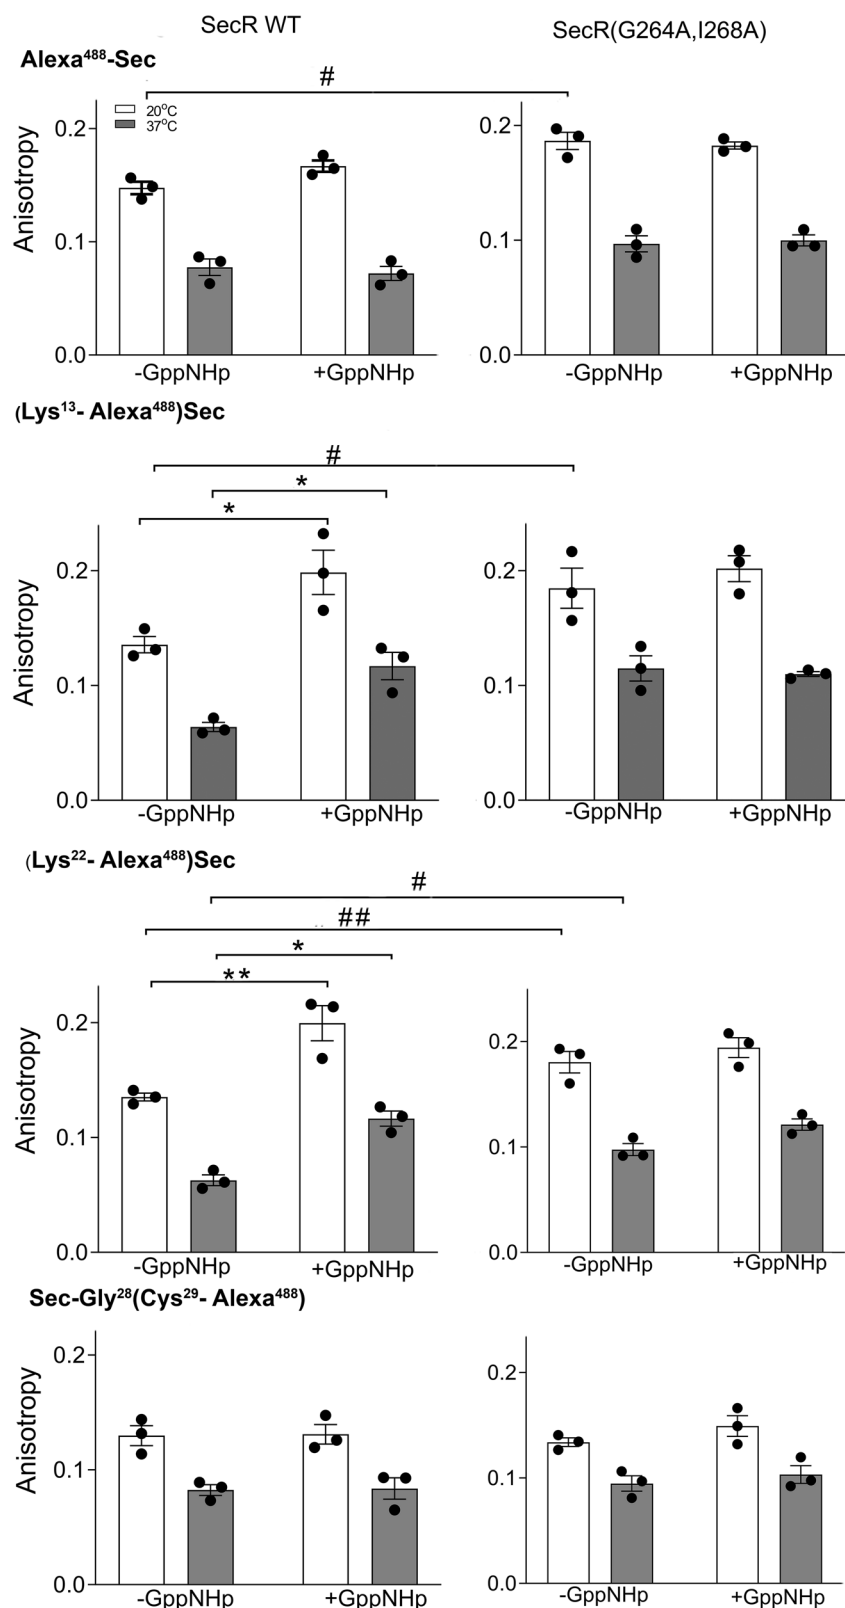 SecR WT
SecR(G264A,I268A)
Alexa⁴⁸⁸-Sec
#
20°C
37°C
Anisotropy
0.2
0.1
0.0
-GppNHp
+GppNHp
0.2
0.1
0.0
-GppNHp
+GppNHp
(Lys¹³- Alexa⁴⁸⁸)Sec
#
*
*
Anisotropy
0.2
0.1
0.0
-GppNHp
+GppNHp
0.2
0.1
0.0
-GppNHp
+GppNHp
(Lys²²- Alexa⁴⁸⁸)Sec
#
##
*
**
Anisotropy
0.2
0.1
0.0
-GppNHp
+GppNHp
0.2
0.1
0.0
-GppNHp
+GppNHp
Sec-Gly²⁸(Cys²⁹- Alexa⁴⁸⁸)
Anisotropy
0.2
0.1
0.0
-GppNHp
+GppNHp
0.2
0.1
0.0
-GppNHp
+GppNHp